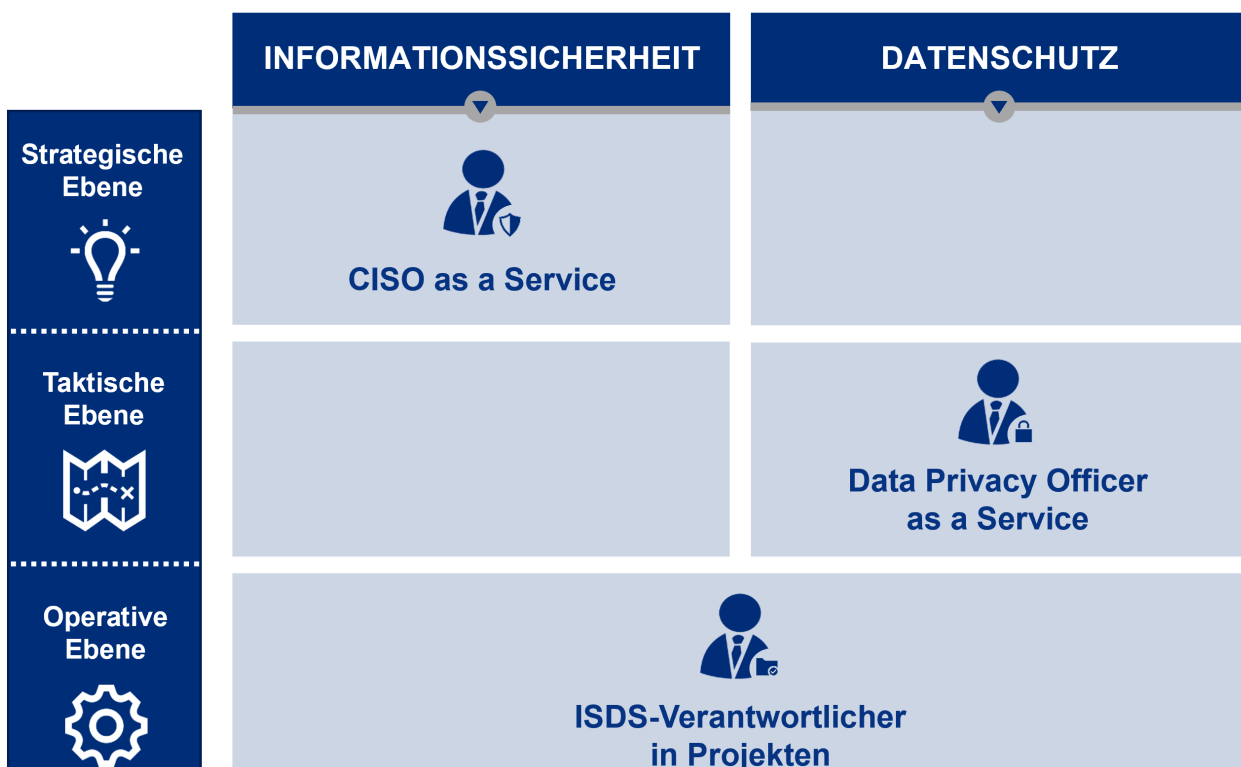 INFORMATIONSSICHERHEIT
DATENSCHUTZ
Strategische
Ebene
CISO as a Service
Taktische
Ebene
Data Privacy Officer
as a Service
Operative
Ebene
ISDS-Verantwortlicher
in Projekten